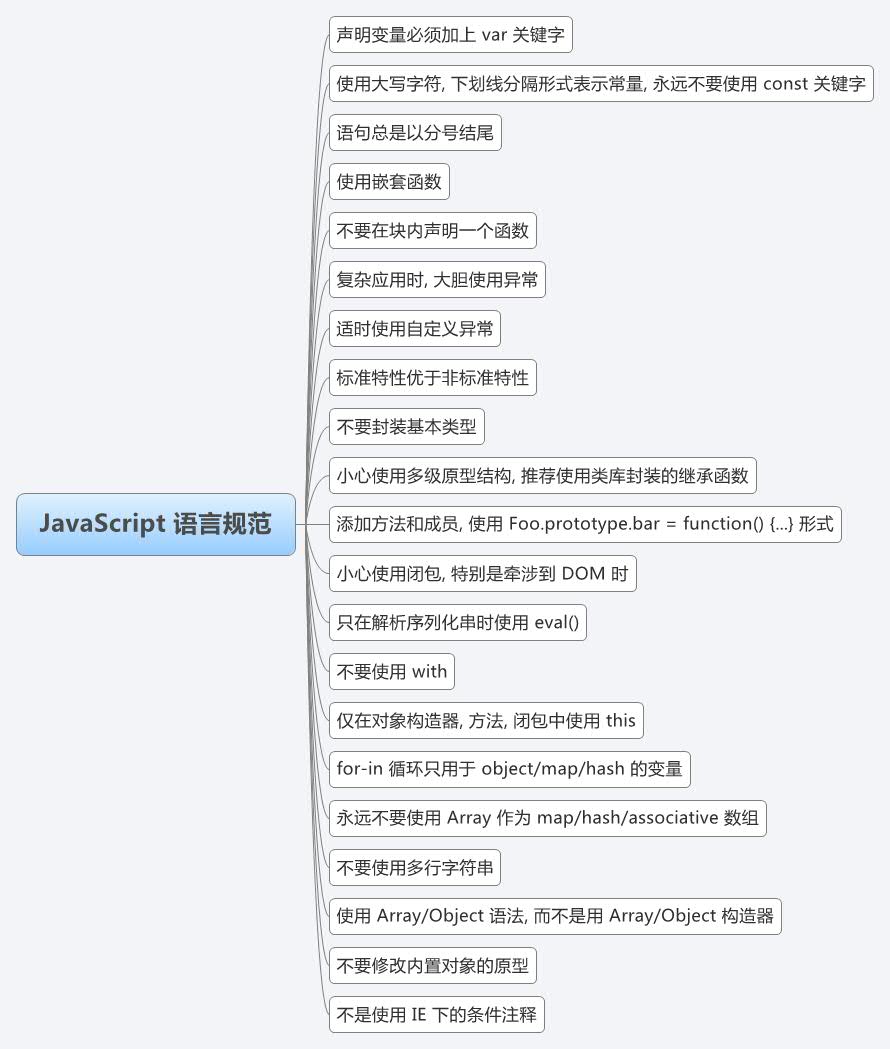 声明变量必须加上 var 关键字
使用大写字符, 下划线分隔形式表示常量, 永远不要使用 const 关键字
语句总是以分号结尾
使用嵌套函数
不要在块内声明一个函数
复杂应用时, 大胆使用异常
适时使用自定义异常
标准特性优于非标准特性
不要封装基本类型
小心使用多级原型结构, 推荐使用类库封装的继承函数
JavaScript 语言规范
添加方法和成员, 使用 Foo.prototype.bar = function() {...} 形式
小心使用闭包, 特别是牵涉到 DOM 时
只在解析序列化串时使用 eval()
不要使用 with
仅在对象构造器, 方法, 闭包中使用 this
for-in 循环只用于 object/map/hash 的变量
永远不要使用 Array 作为 map/hash/associative 数组
不要使用多行字符串
使用 Array/Object 语法, 而不是用 Array/Object 构造器
不要修改内置对象的原型
不是使用 IE 下的条件注释